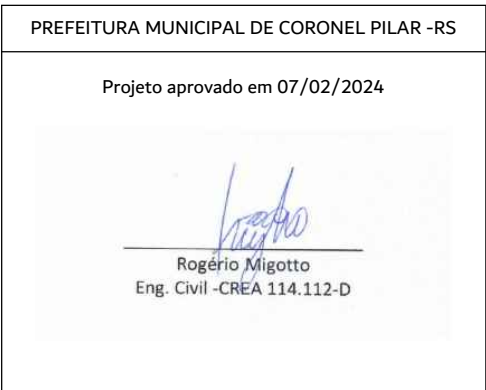 PREFEITURA MUNICIPAL DE CORONEL PILAR -RS
Projeto aprovado em 07/02/2024
Rogério Migotto
Eng. Civil -CREA 114.112-D